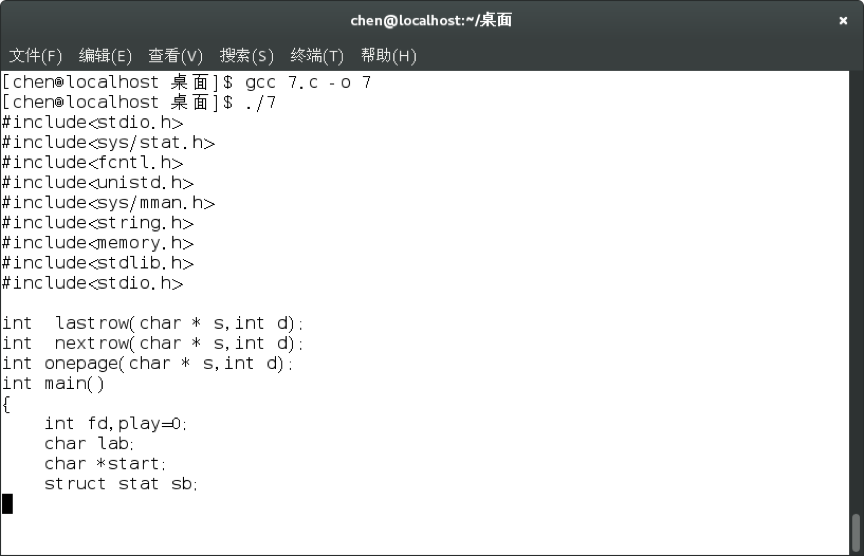 chen@localhost:~/桌面
文件(F) 编辑(E) 查看(V) 搜索(S) 终端(T) 帮助(H)
[chen@localhost 桌面]$ gcc 7.c -o 7
[chen@localhost 桌面]$ ./7
#include<stdio.h>
#include<sys/stat.h>
#include<fcntl.h>
#include<unistd.h>
#include<sys/mman.h>
#include<string.h>
#include<memory.h>
#include<stdlib.h>
#include<stdio.h>
int  lastrow(char * s,int d);
int  nextrow(char * s,int d);
int onepage(char * s,int d);
int main()
{
    int fd,play=0;
    char lab;
    char *start;
    struct stat sb;